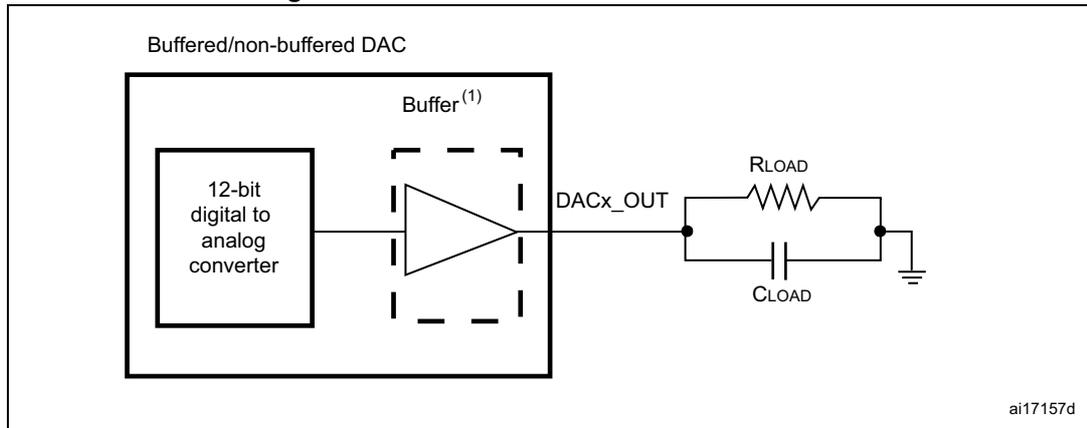 Buffered/non-buffered DAC
Buffer(1)
12-bit
digital to
analog
converter
DACx_OUT
RLOAD
CLOAD
ai17157d